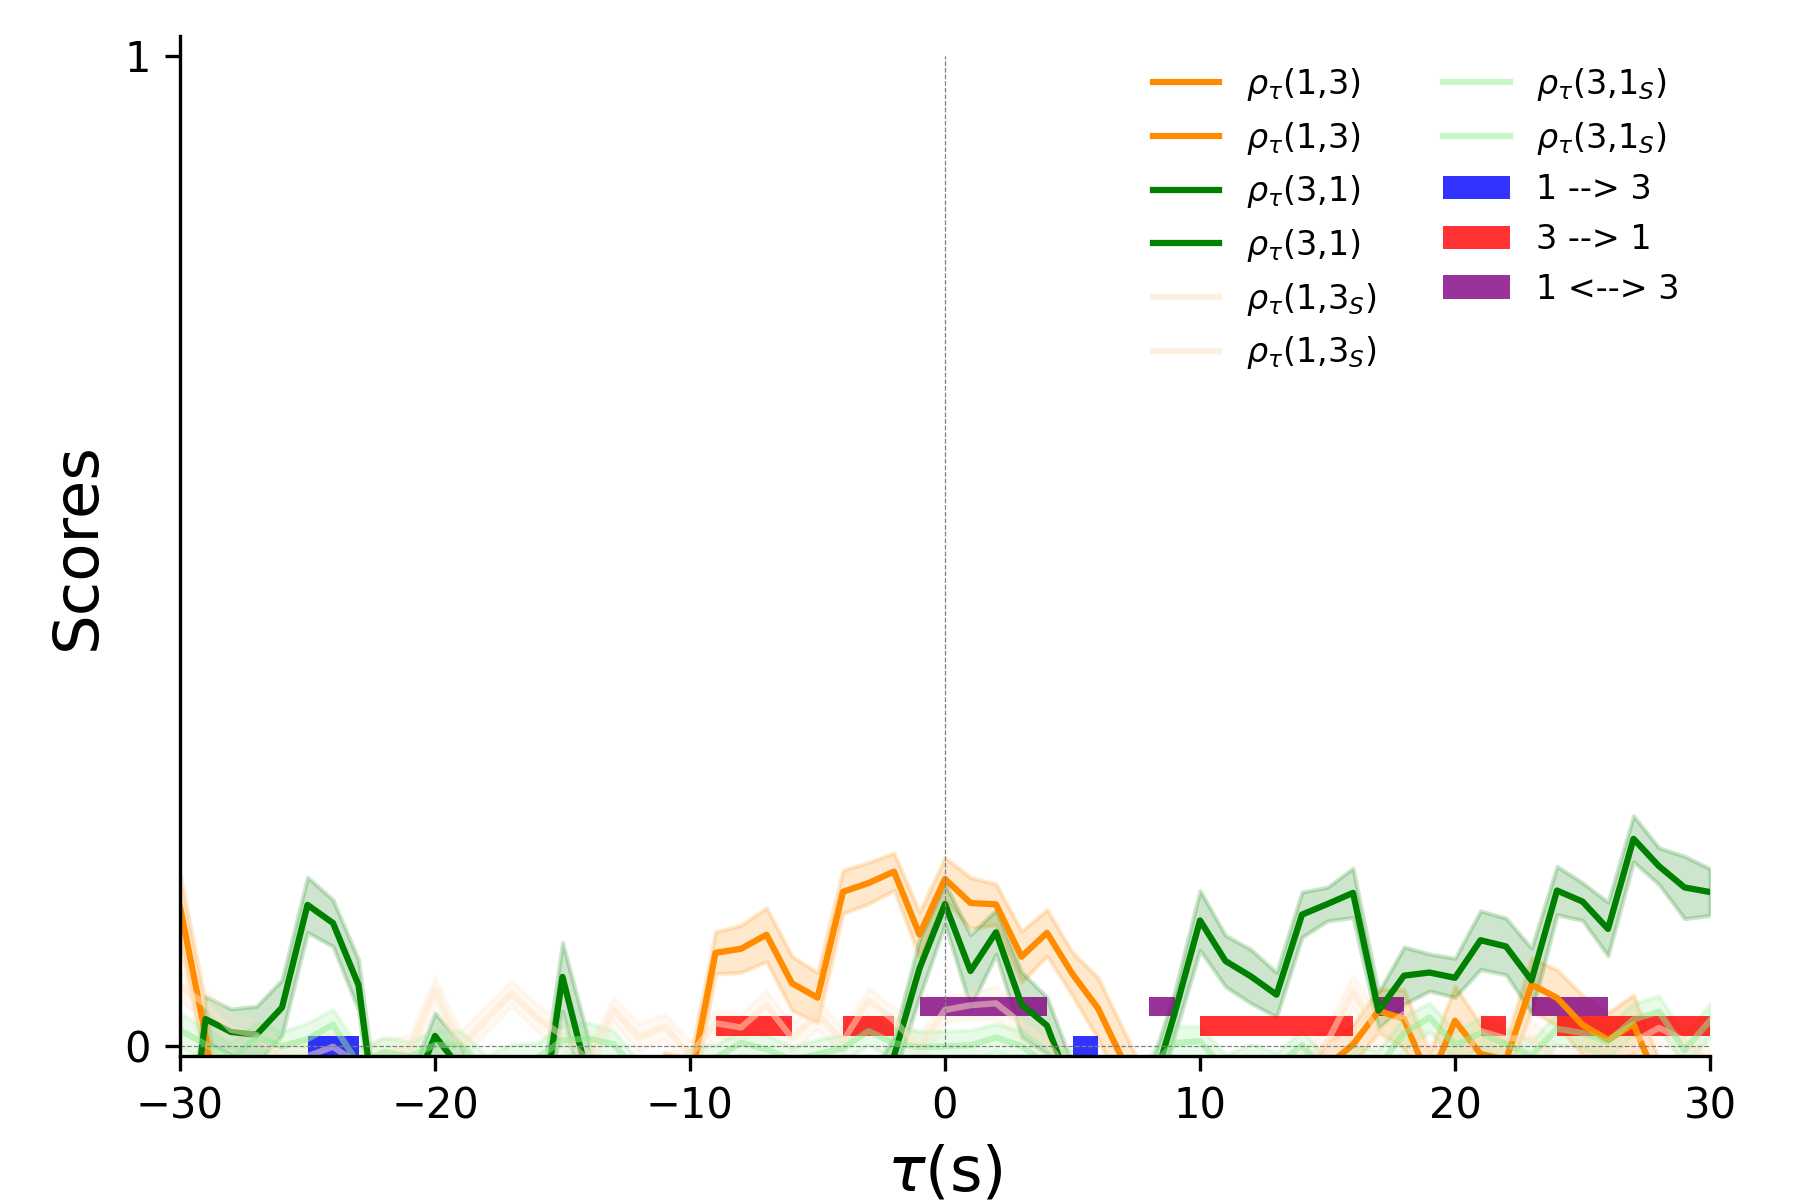 1
ρτ(1,3)
ρτ(1,3)
ρτ(3,1)
ρτ(3,1)
ρτ(1,3S)
ρτ(1,3S)
ρτ(3,1S)
ρτ(3,1S)
1 --> 3
3 --> 1
1 <--> 3
Scores
0
−30 −20 −10 0 10 20 30
τ(s)